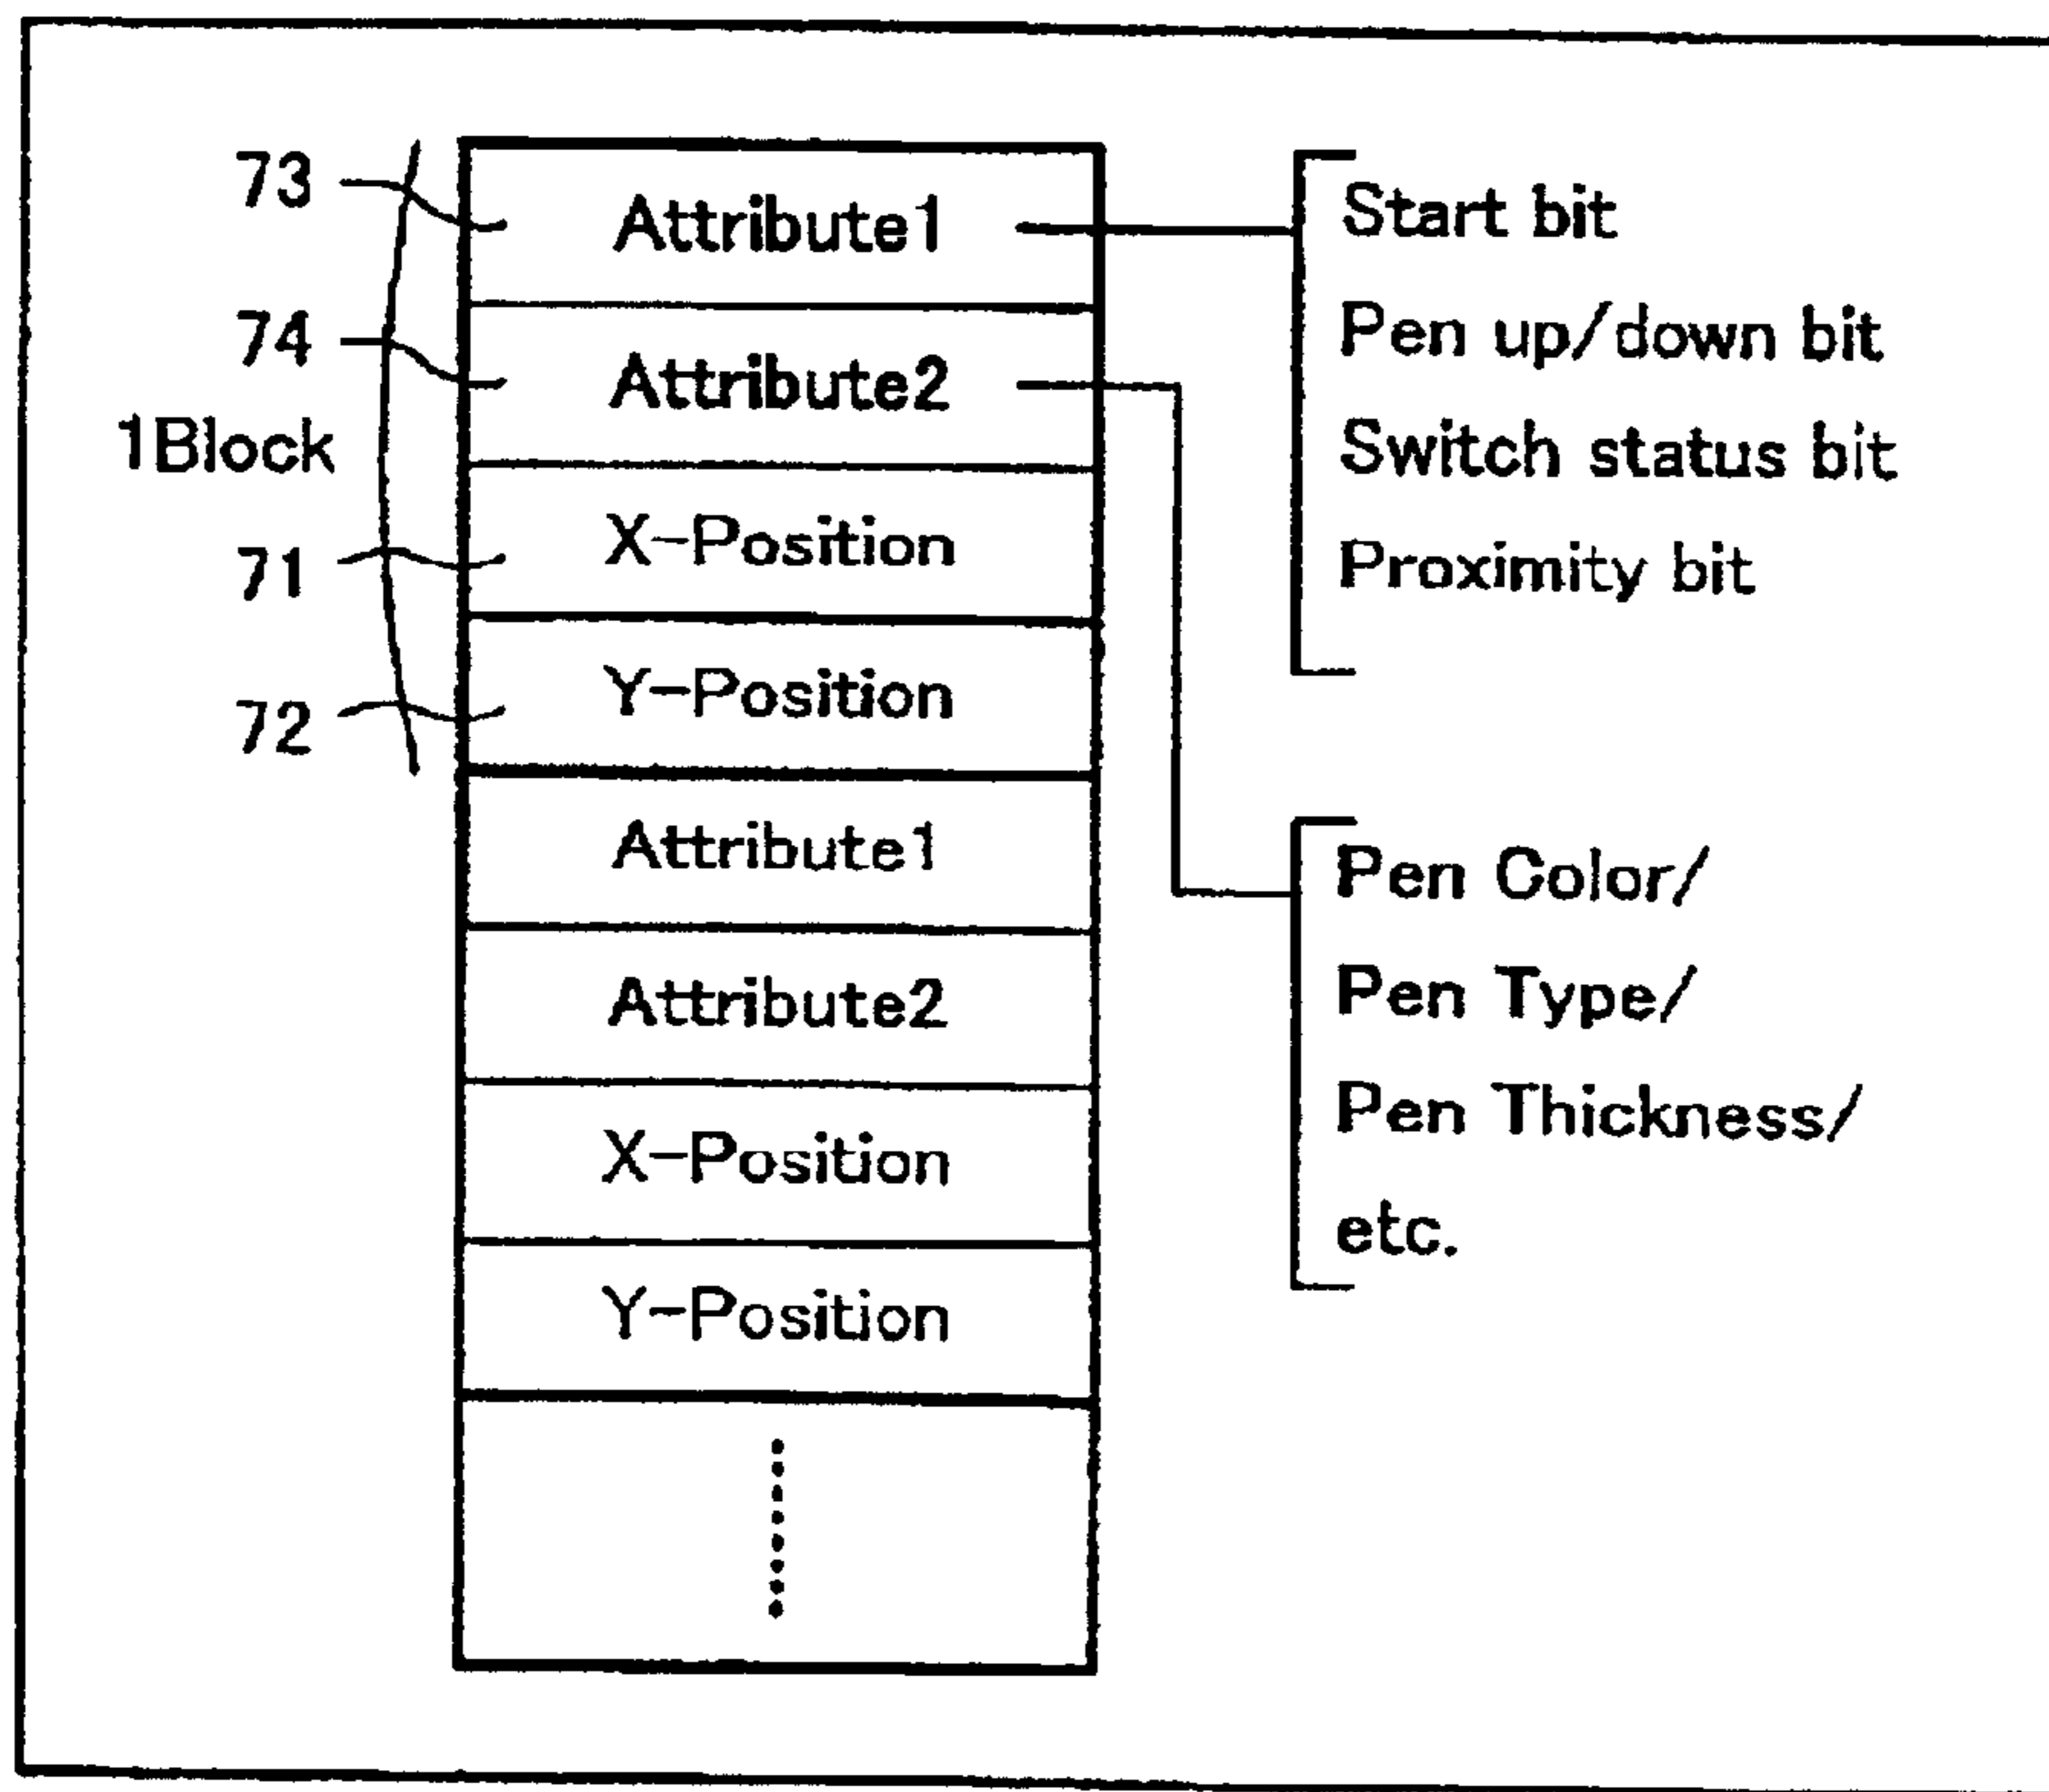 73
74
1Block
71
72
Attribute1
Attribute2
X-Position
Y-Position
Attribute1
Attribute2
X-Position
Y-Position
Start bit
Pen up/down bit
Switch status bit
Proximity bit
Pen Color/
Pen Type/
Pen Thickness/
etc.